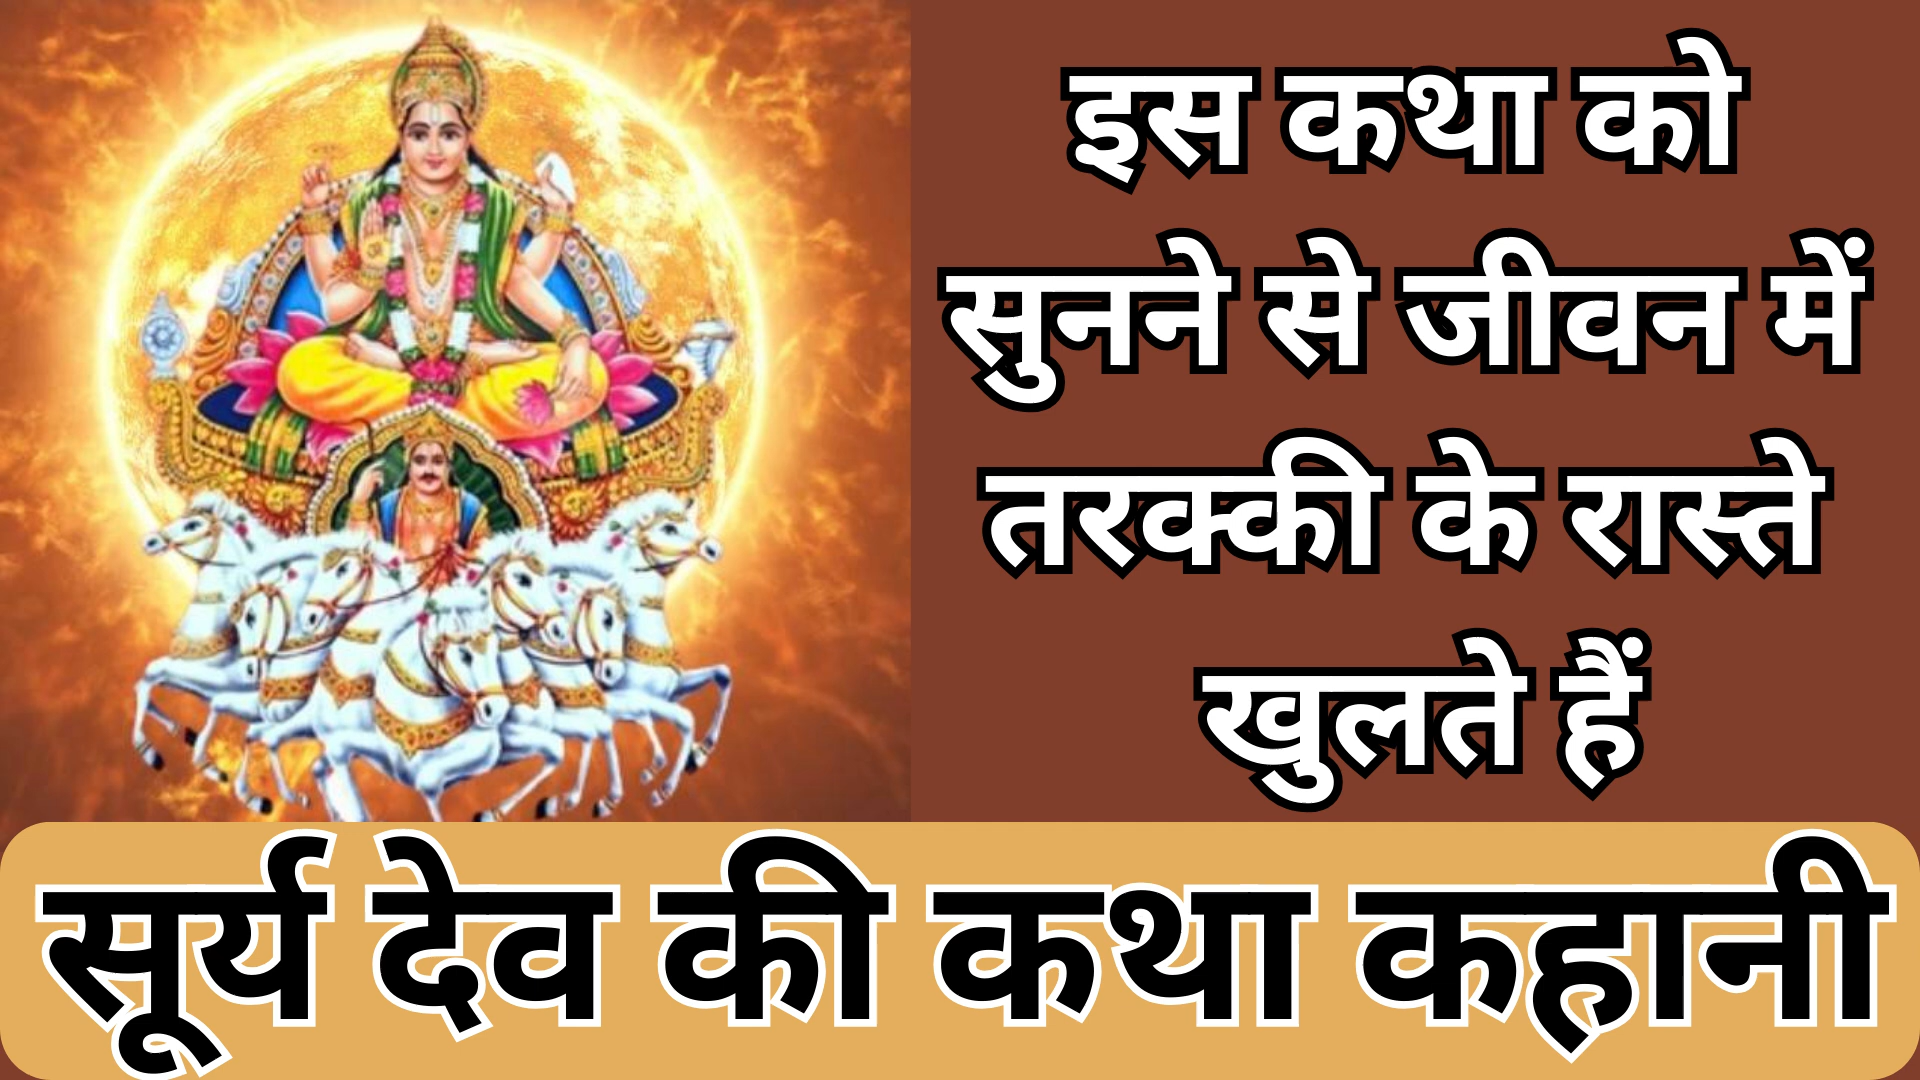 इस कथा को
सुनने से जीवन में
तरक्की के रास्ते
खुलते हैं
सूर्य देव की कथा कहानी